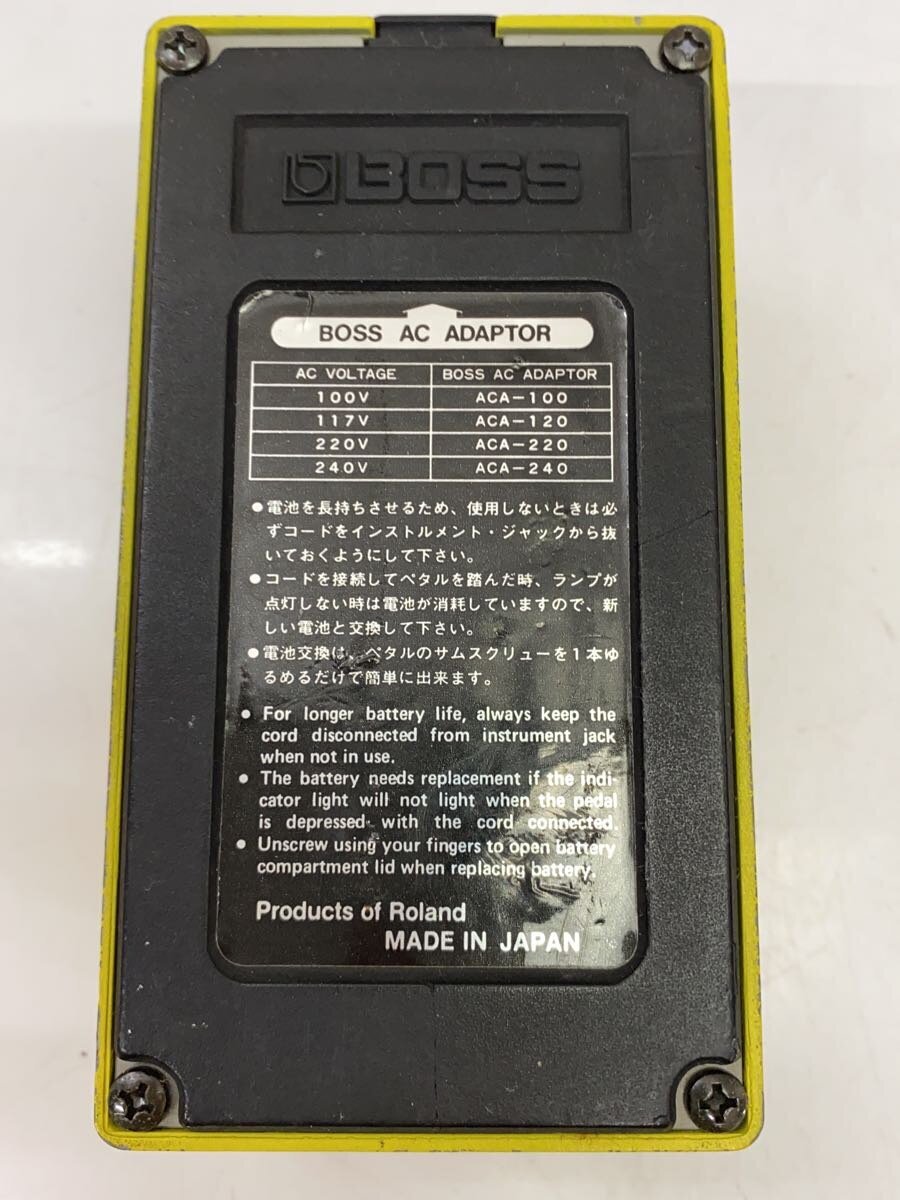 BOSS
BOSS AC ADAPTOR
AC VOLTAGE BOSS AC ADAPTOR
100V ACA-100
117V ACA-120
220V ACA-220
240V ACA-240
●電池を長持ちさせるため、使用しないときは必
ずコードをインストルメント・ジャックから抜
いておくようにして下さい。
●コードを接続してペタルを踏んだ時、ランプが
点灯しない時は電池が消耗していますので、新
しい電池と交換して下さい。
●電池交換は、ペタルのサムスクリューを1本ゆ
るめるだけで簡単に出来ます。
● For longer battery life, always keep the
cord disconnected from instrument jack
when not in use.
● The battery needs replacement if the indi-
cator light will not light when the pedal
is depressed with the cord connected.
● Unscrew using your fingers to open battery
compartment lid when replacing battery.
Products of Roland
MADE IN JAPAN